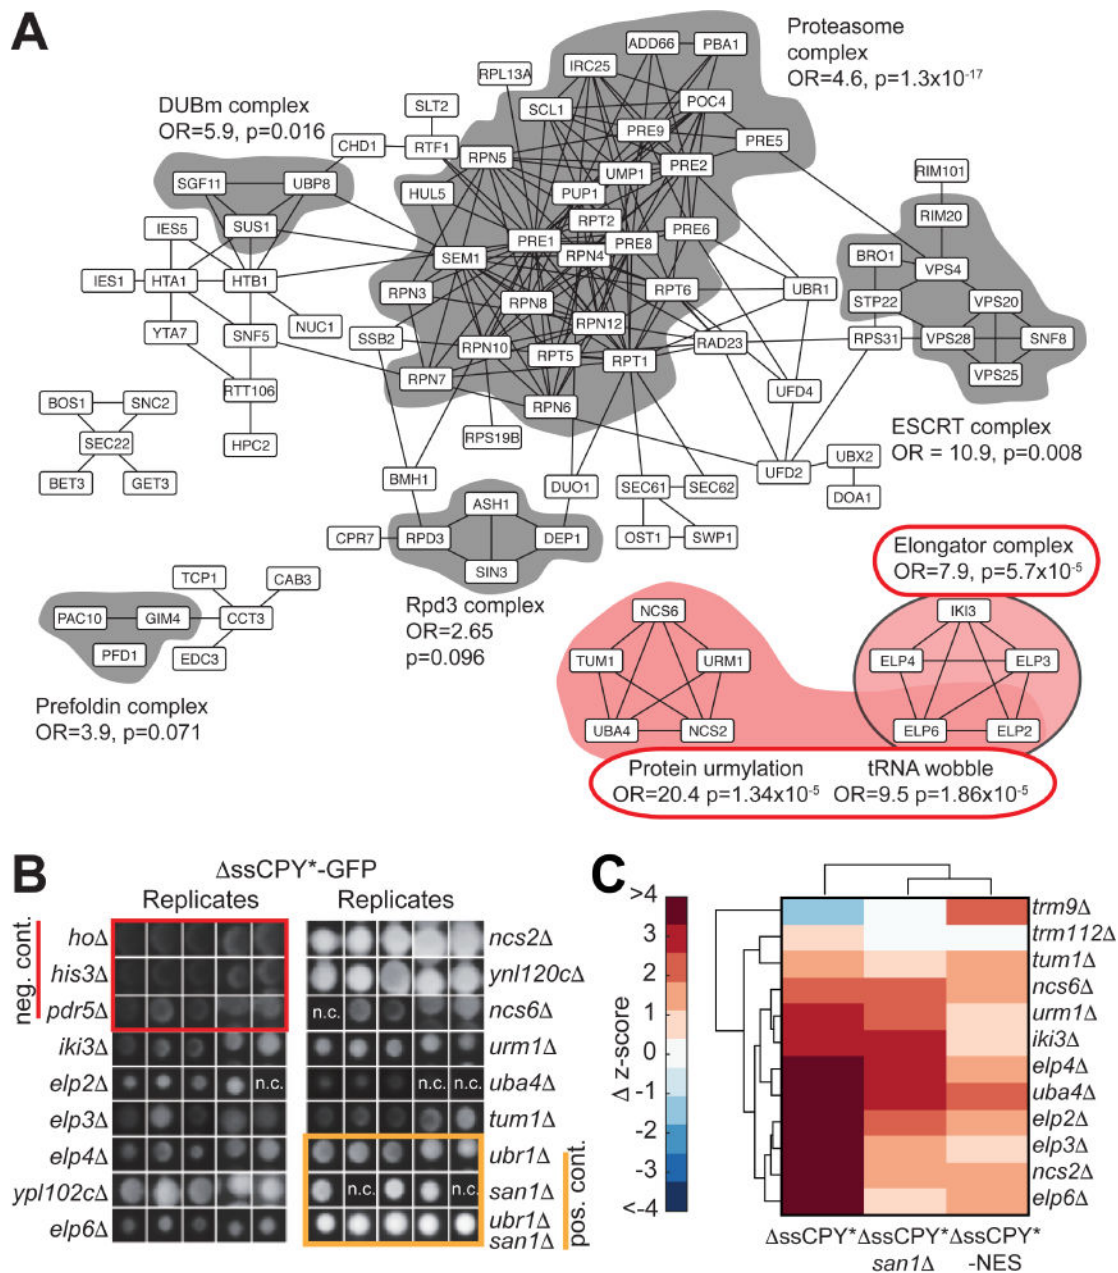 A
Proteasome
complex
OR=4.6, p=1.3x10⁻¹⁷
DUBm complex
OR=5.9, p=0.016
ADD66
PBA1
IRC25
RPL13A
SLT2
SCL1
POC4
CHD1
RTF1
PRE9
PRE5
RPN5
PRE2
UMP1
SGF11
UBP8
HUL5
PUP1
RIM101
RPT2
RIM20
SUS1
IES5
PRE1
PRE8
PRE6
SEM1
RPN4
BRO1
VPS4
IES1
HTA1
HTB1
RPN3
RPN8
RPT6
UBR1
STP22
VPS20
YTA7
SNF5
NUC1
SSB2
RPN12
RPN10
RPT5
RPT1
RAD23
RPS31
VPS28
SNF8
RPN7
VPS25
RTT106
UFD4
BOS1
SNC2
RPN6
SEC22
HPC2
RPS19B
ESCRT complex
OR = 10.9, p=0.008
UBX2
UFD2
BET3
GET3
BMH1
DUO1
SEC61
SEC62
DOA1
ASH1
CPR7
RPD3
DEP1
OST1
SWP1
SIN3
Elongator complex
OR=7.9, p=5.7x10⁻⁵
TCP1
CAB3
PAC10
GIM4
CCT3
PFD1
EDC3
Rpd3 complex
OR=2.65
p=0.096
NCS6
IKI3
TUM1
URM1
ELP4
ELP3
UBA4
NCS2
ELP6
ELP2
Prefoldin complex
OR=3.9, p=0.071
Protein urmylation
OR=20.4 p=1.34x10⁻⁵
tRNA wobble
OR=9.5 p=1.86x10⁻⁵
B
ΔssCPY*-GFP
Replicates
Replicates
neg. cont.
hoΔ
his3Δ
pdr5Δ
iki3Δ
elp2Δ
n.c.
elp3Δ
elp4Δ
ypl102cΔ
elp6Δ
ncs2Δ
ynl120cΔ
n.c.
ncs6Δ
urm1Δ
n.c.
n.c.
uba4Δ
tum1Δ
ubr1Δ
n.c.
n.c.
san1Δ
ubr1Δ
san1Δ
pos. cont.
C
>4
3
2
1
0
-1
-2
-3
<-4
Δ z-score
trm9Δ
trm112Δ
tum1Δ
ncs6Δ
urm1Δ
iki3Δ
elp4Δ
uba4Δ
elp2Δ
elp3Δ
ncs2Δ
elp6Δ
ΔssCPY*
ΔssCPY*
san1Δ
ΔssCPY*
-NES